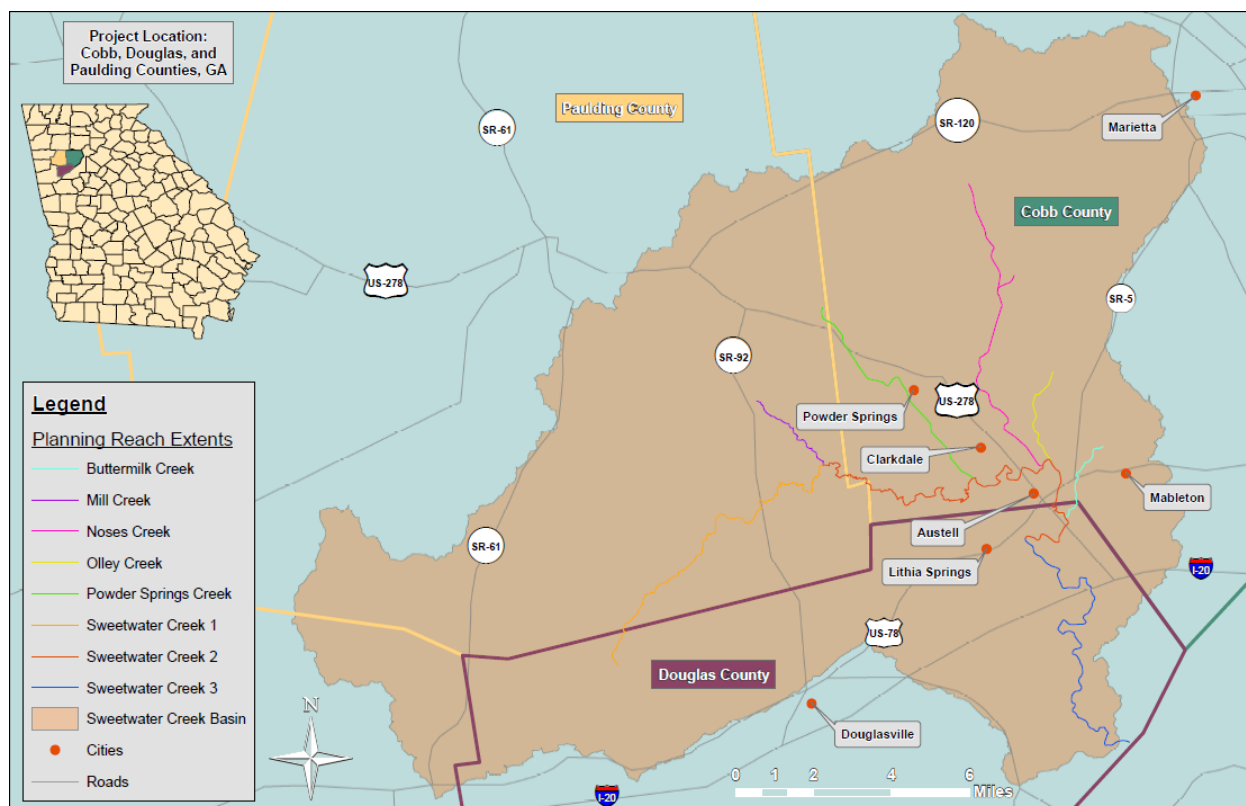 Project Location:
Cobb, Douglas, and
Paulding Counties, GA
Paulding County
SR-61
SR-120
Marietta
Cobb County
US-278
SR-5
SR-92
Powder Springs
US-278
Clarkdale
Mableton
Austell
SR-61
Lithia Springs
I-20
US-78
Douglas County
Douglasville
I-20
N
0 1 2 4 6
Miles
Legend
Planning Reach Extents
Buttermilk Creek
Mill Creek
Noses Creek
Olley Creek
Powder Springs Creek
Sweetwater Creek 1
Sweetwater Creek 2
Sweetwater Creek 3
Sweetwater Creek Basin
Cities
Roads